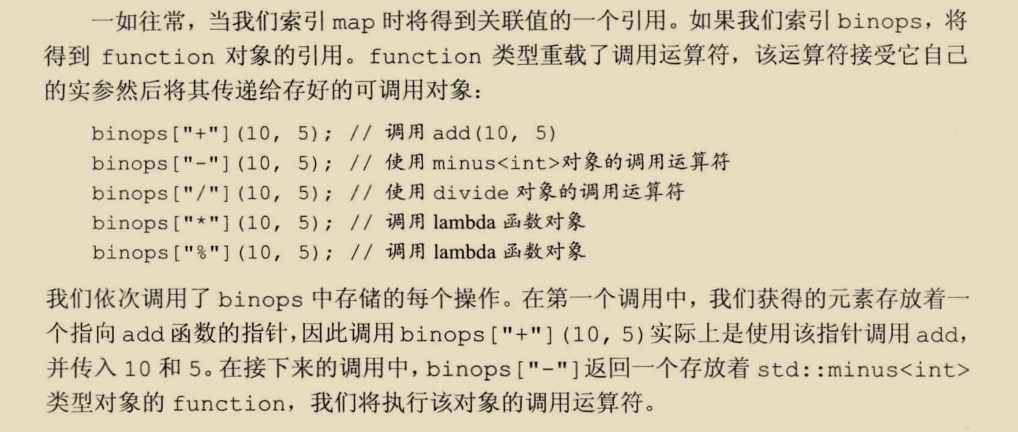 一如往常，当我们索引 map 时将得到关联值的一个引用。如果我们索引 binops，将
得到 function 对象的引用。function 类型重载了调用运算符，该运算符接受它自己
的实参然后将其传递给存好的可调用对象：
binops["+"](10, 5); // 调用 add(10, 5)
binops["-"](10, 5); // 使用 minus<int>对象的调用运算符
binops["/"](10, 5); // 使用 divide 对象的调用运算符
binops["*"](10, 5); // 调用 lambda 函数对象
binops["%"](10, 5); // 调用 lambda 函数对象
我们依次调用了 binops 中存储的每个操作。在第一个调用中，我们获得的元素存放着一
个指向 add 函数的指针，因此调用 binops["+"](10, 5)实际上是使用该指针调用 add，
并传入 10 和 5。在接下来的调用中，binops["-"]返回一个存放着 std::minus<int>
类型对象的 function，我们将执行该对象的调用运算符。